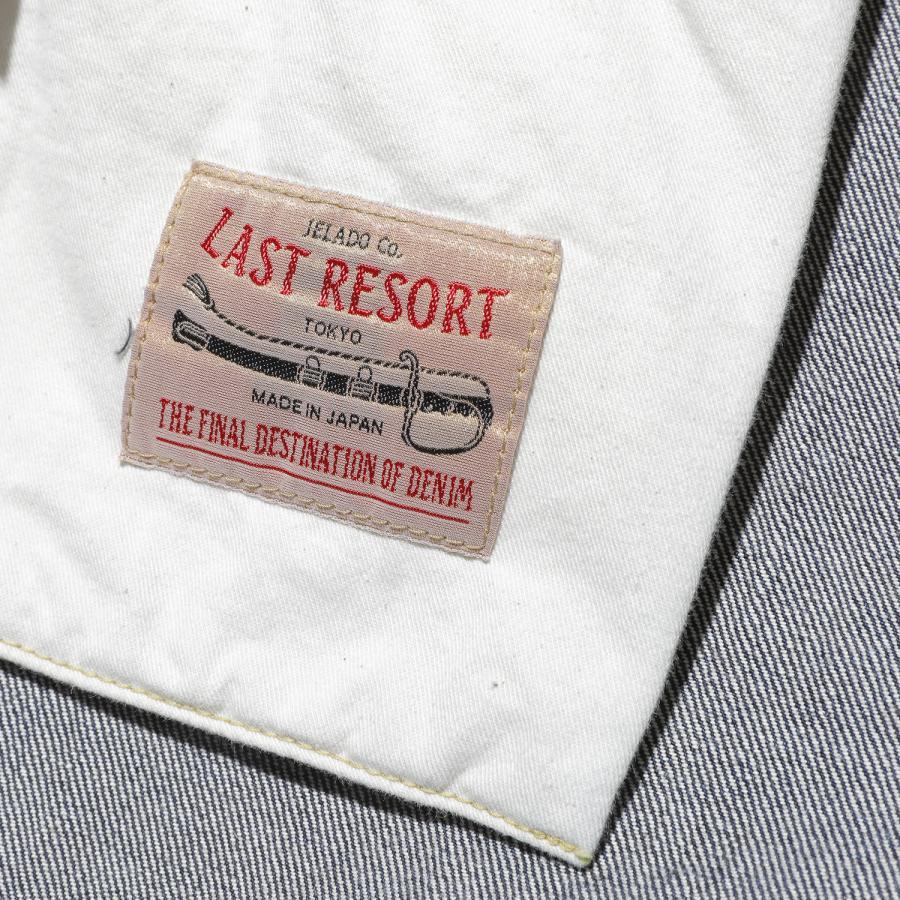 JELADO Co.
LAST RESORT
TOKYO
MADE IN JAPAN
THE FINAL DESTINATION OF DENIM